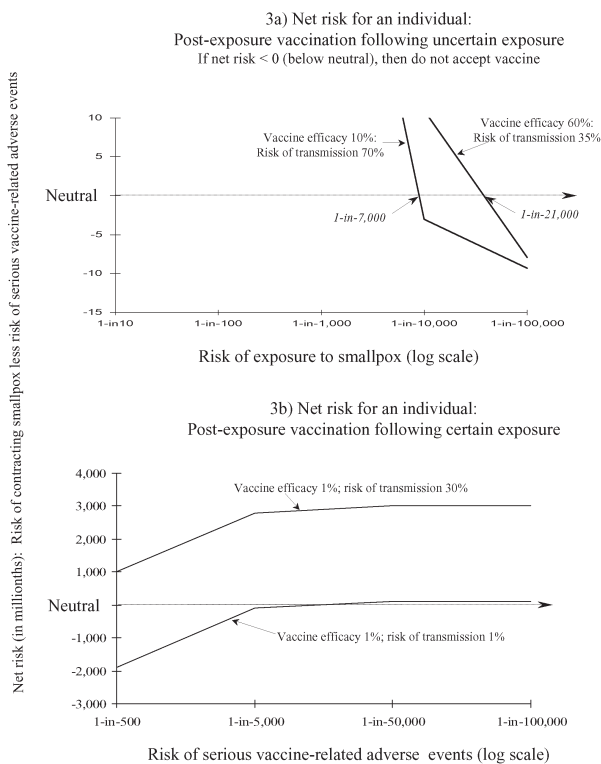 3a) Net risk for an individual:
Post-exposure vaccination following uncertain exposure
If net risk < 0 (below neutral), then do not accept vaccine
Net risk (in millionths): Risk of contracting smallpox less risk of serious vaccine-related adverse events
10
5
Neutral
-5
-10
-15
Vaccine efficacy 10%:
Risk of transmission 70%
Vaccine efficacy 60%:
Risk of transmission 35%
1-in-7,000
1-in-21,000
1-in10
1-in-100
1-in-1,000
1-in-10,000
1-in-100,000
Risk of exposure to smallpox (log scale)
3b) Net risk for an individual:
Post-exposure vaccination following certain exposure
4,000
3,000
2,000
1,000
Neutral
-1,000
-2,000
-3,000
Vaccine efficacy 1%; risk of transmission 30%
Vaccine efficacy 1%; risk of transmission 1%
1-in-500
1-in-5,000
1-in-50,000
1-in-100,000
Risk of serious vaccine-related adverse events (log scale)